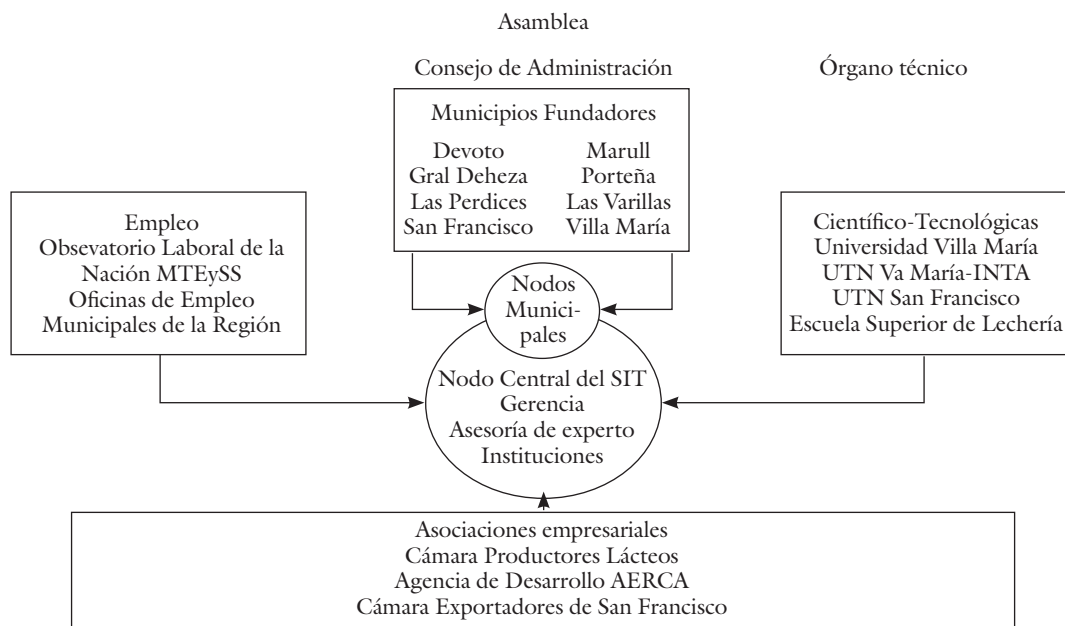 Asamblea
Consejo de Administración
Órgano técnico
Municipios Fundadores
Devoto Marull
Gral Deheza Porteña
Las Perdices Las Varillas
San Francisco Villa María
Empleo
Obsevatorio Laboral de la
Nación MTEySS
Oficinas de Empleo
Municipales de la Región
Científico-Tecnológicas
Universidad Villa María
UTN Va María-INTA
UTN San Francisco
Escuela Superior de Lechería
Nodos
Munici-
pales
Nodo Central del SIT
Gerencia
Asesoría de experto
Instituciones
Asociaciones empresariales
Cámara Productores Lácteos
Agencia de Desarrollo AERCA
Cámara Exportadores de San Francisco